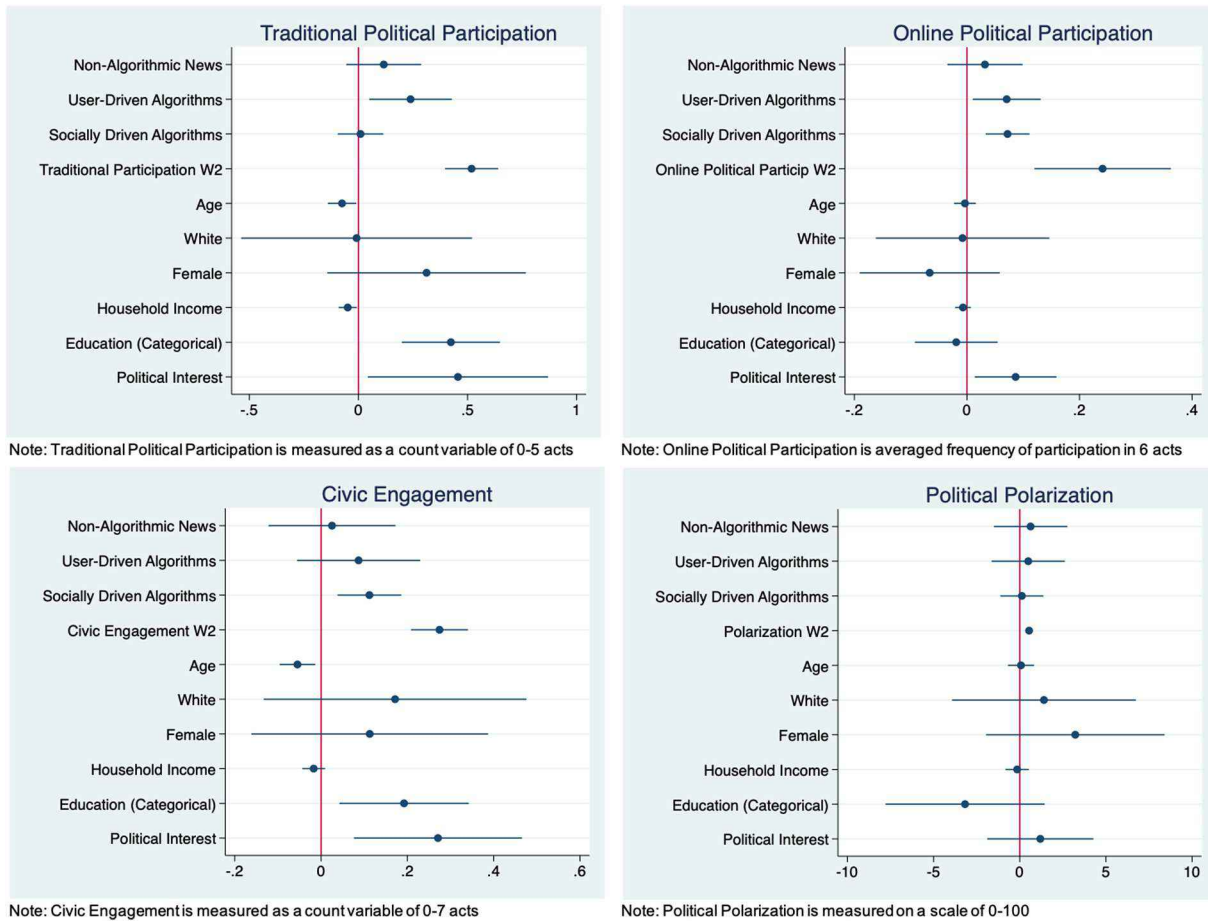 Traditional Political Participation
Non-Algorithmic News
User-Driven Algorithms
Socially Driven Algorithms
Traditional Participation W2
Age
White
Female
Household Income
Education (Categorical)
Political Interest
-.5 0 .5 1
Note: Traditional Political Participation is measured as a count variable of 0-5 acts
Online Political Participation
Non-Algorithmic News
User-Driven Algorithms
Socially Driven Algorithms
Online Political Particip W2
Age
White
Female
Household Income
Education (Categorical)
Political Interest
-.2 0 .2 .4
Note: Online Political Participation is averaged frequency of participation in 6 acts
Civic Engagement
Non-Algorithmic News
User-Driven Algorithms
Socially Driven Algorithms
Civic Engagement W2
Age
White
Female
Household Income
Education (Categorical)
Political Interest
-.2 0 .2 .4 .6
Note: Civic Engagement is measured as a count variable of 0-7 acts
Political Polarization
Non-Algorithmic News
User-Driven Algorithms
Socially Driven Algorithms
Polarization W2
Age
White
Female
Household Income
Education (Categorical)
Political Interest
-10 -5 0 5 10
Note: Political Polarization is measured on a scale of 0-100